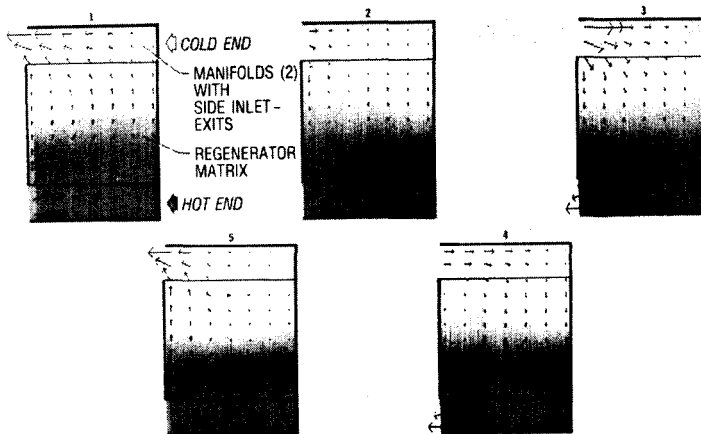 1
2
3
COLD END
MANIFOLDS (2)
WITH
SIDE INLET-
EXITS
REGENERATOR
MATRIX
HOT END
5
4